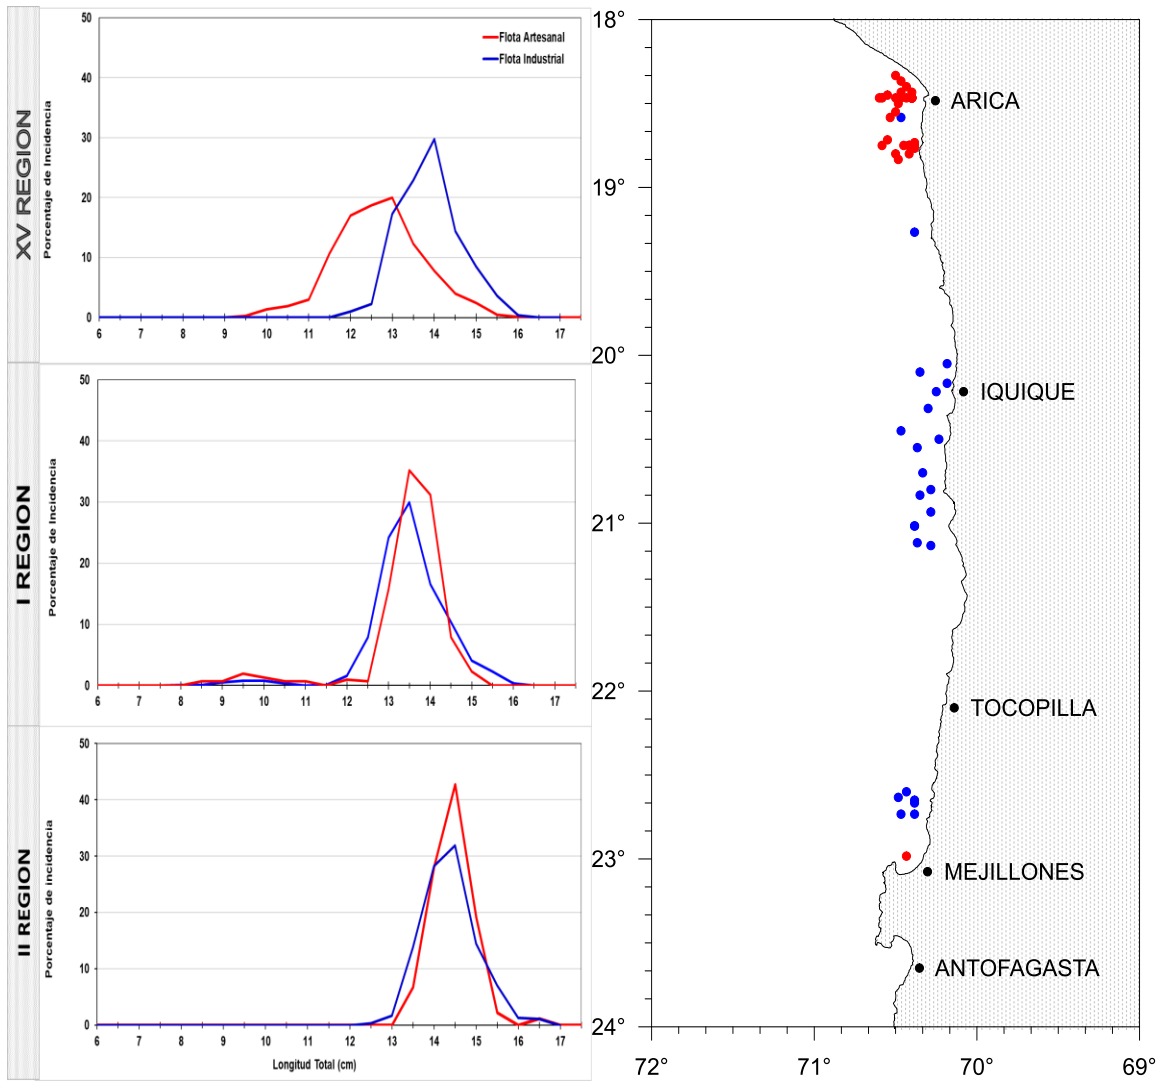 XV REGION
Porcentaje de Incidencia
50
40
30
20
10
0
Flota Artesanal
Flota Industrial
6 7 8 9 10 11 12 13 14 15 16 17
I REGION
Porcentaje de Incidencia
50
40
30
20
10
0
6 7 8 9 10 11 12 13 14 15 16 17
II REGION
Porcentaje de incidencia
50
40
30
20
10
0
6 7 8 9 10 11 12 13 14 15 16 17
Longitud Total (cm)
18°
ARICA
19°
20°
IQUIQUE
21°
22°
TOCOPILLA
23°
MEJILLONES
ANTOFAGASTA
24°
72° 71° 70° 69°